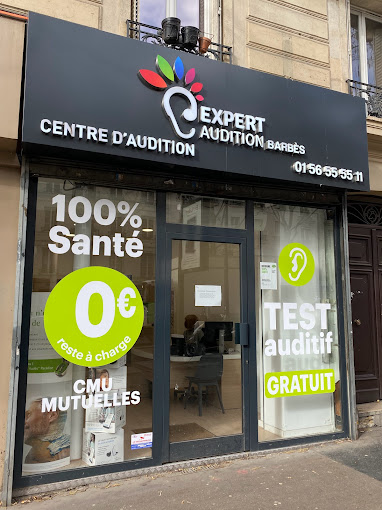 EXPERT
AUDITION BARBÈS
CENTRE D'AUDITION
01 56 55 55 11
100%
Santé
0€
reste à charge
CMU
MUTUELLES
TEST
auditif
GRATUIT